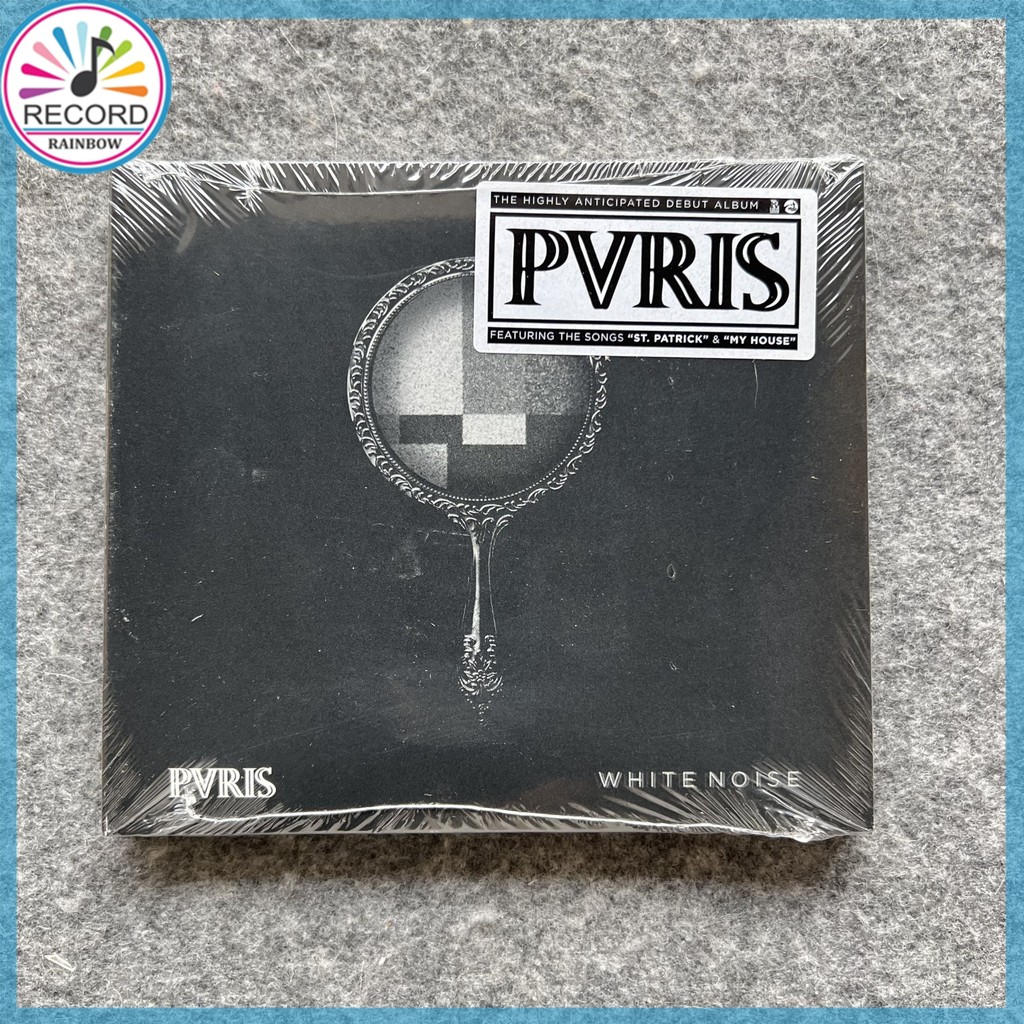 RECORD
RAINBOW
THE HIGHLY ANTICIPATED DEBUT ALBUM
PVRIS
FEATURING THE SONGS “ST. PATRICK” & “MY HOUSE”
PVRIS
WHITE NOISE